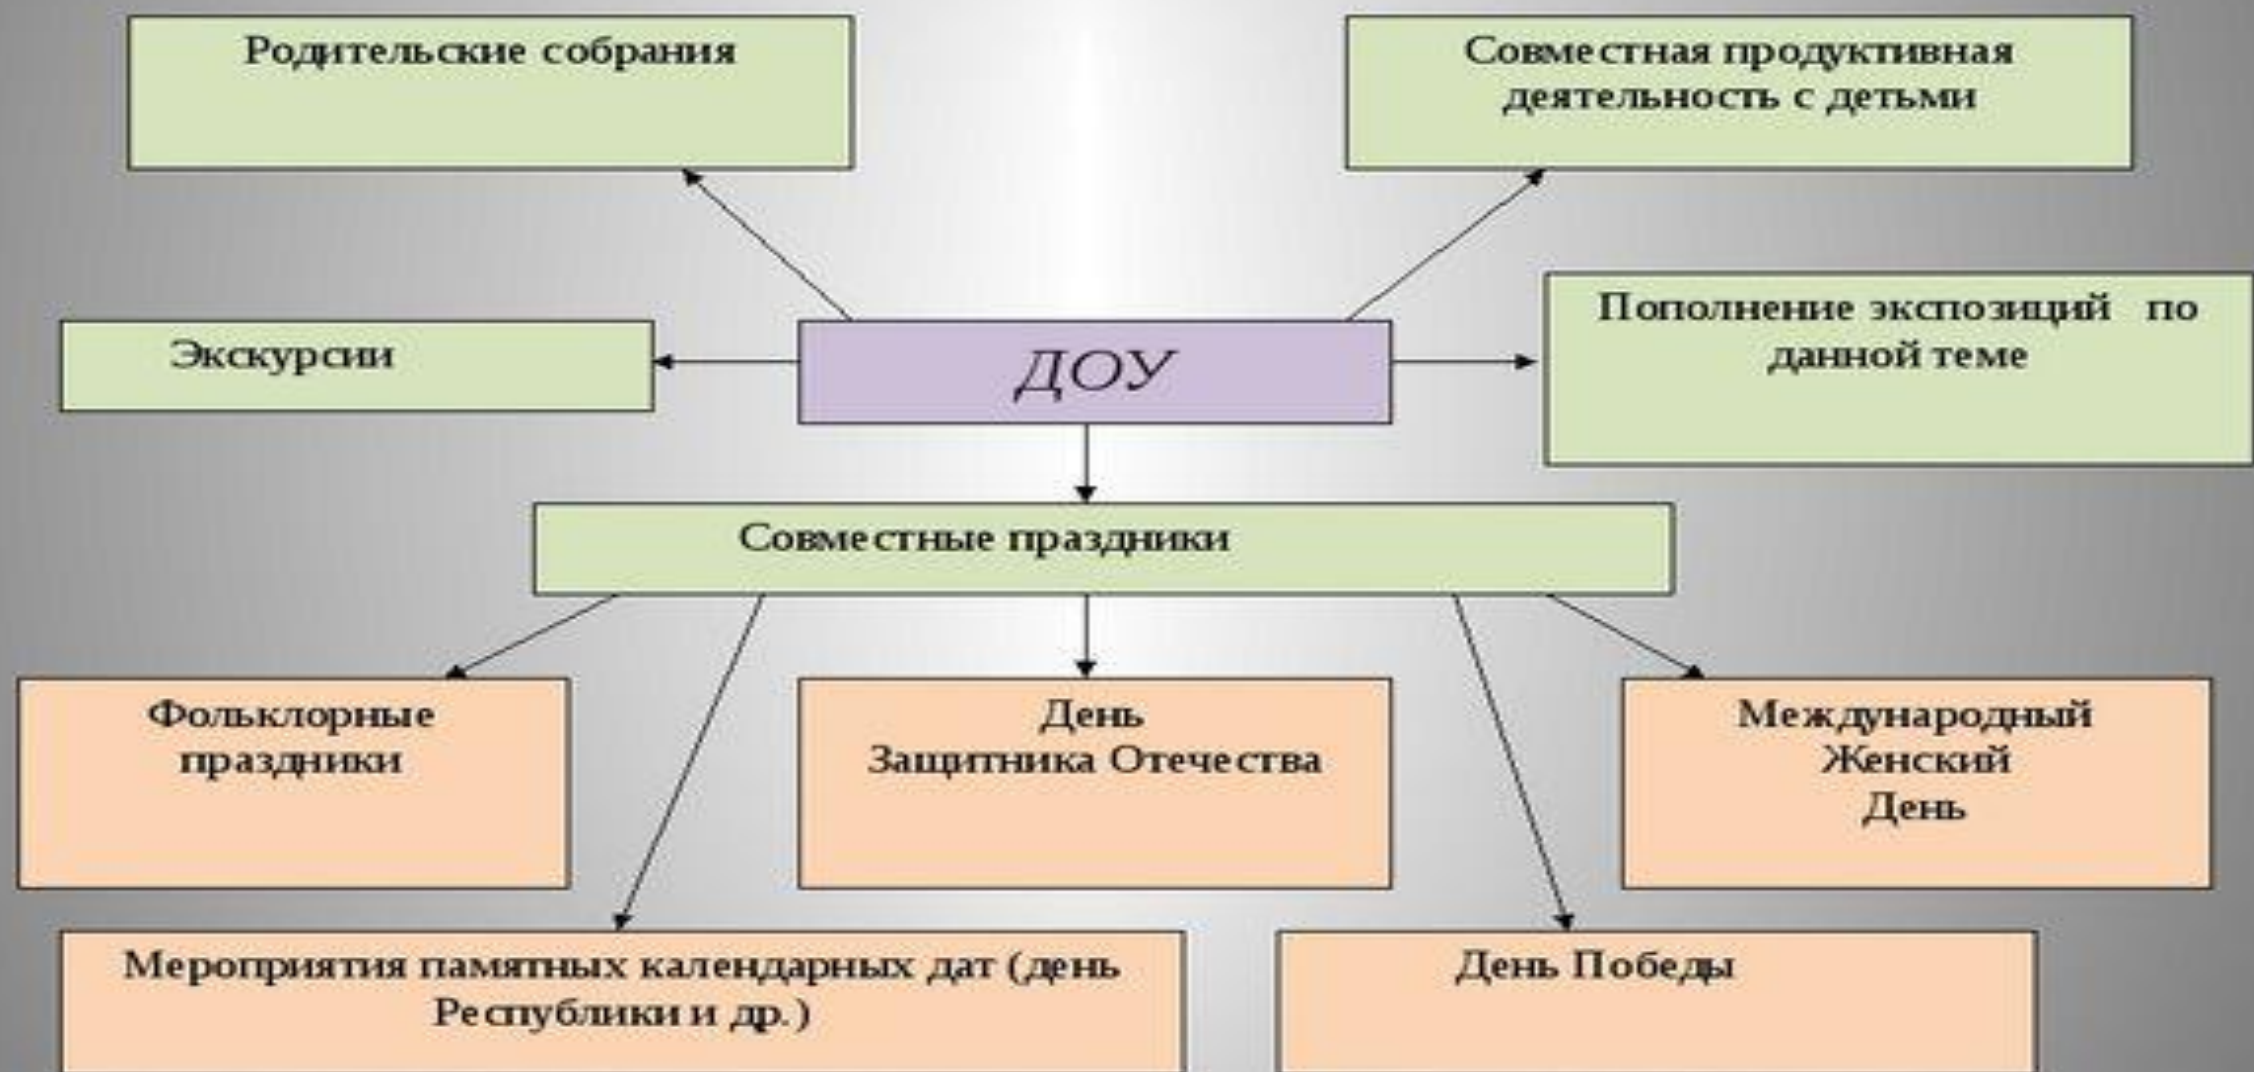 Родительские собрания
Совместная продуктивная
деятельность с детьми
Экскурсии
ДОУ
Пополнение экспозиций по
данной теме
Совместные праздники
Фольклорные
праздники
День
Защитника Отечества
Международный
Женский
День
Мероприятия памятных календарных дат (день
Республики и др.)
День Победы